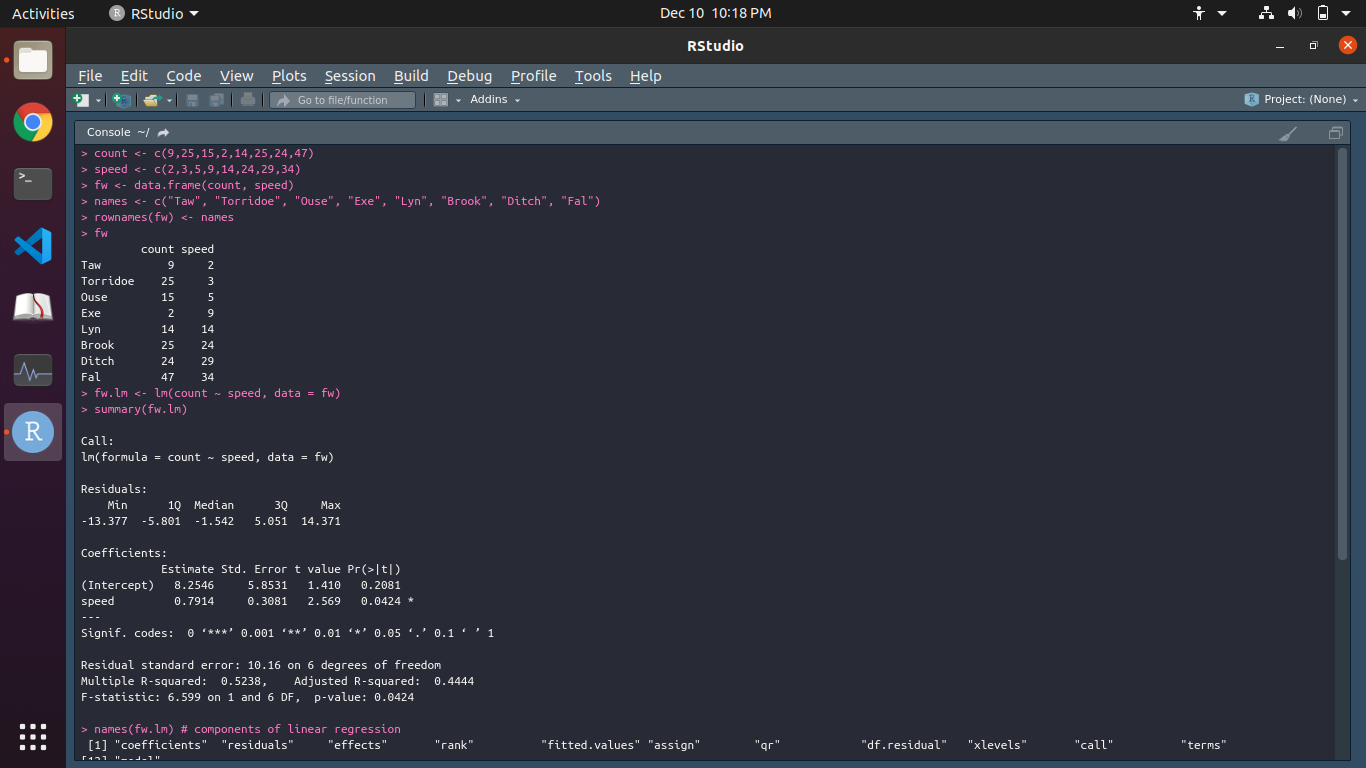 Activities RStudio Dec 10 10:18 PM
RStudio
File Edit Code View Plots Session Build Debug Profile Tools Help
Go to file/function Addins Project: (None)
Console ~/
> count <- c(9,25,15,2,14,25,24,47)
> speed <- c(2,3,5,9,14,24,29,34)
> fw <- data.frame(count, speed)
> names <- c("Taw", "Torridoe", "Ouse", "Exe", "Lyn", "Brook", "Ditch", "Fal")
> rownames(fw) <- names
> fw
         count speed
Taw          9     2
Torridoe    25     3
Ouse        15     5
Exe          2     9
Lyn         14    14
Brook       25    24
Ditch       24    29
Fal         47    34
> fw.lm <- lm(count ~ speed, data = fw)
> summary(fw.lm)
Call:
lm(formula = count ~ speed, data = fw)
Residuals:
    Min      1Q  Median      3Q     Max
-13.377  -5.801  -1.542   5.051  14.371
Coefficients:
            Estimate Std. Error t value Pr(>|t|)
(Intercept)   8.2546     5.8531   1.410   0.2081
speed         0.7914     0.3081   2.569   0.0424 *
---
Signif. codes:  0 ‘***’ 0.001 ‘**’ 0.01 ‘*’ 0.05 ‘.’ 0.1 ‘ ’ 1
Residual standard error: 10.16 on 6 degrees of freedom
Multiple R-squared:  0.5238,    Adjusted R-squared:  0.4444
F-statistic: 6.599 on 1 and 6 DF,  p-value: 0.0424
> names(fw.lm) # components of linear regression
 [1] "coefficients"  "residuals"     "effects"       "rank"          "fitted.values" "assign"        "qr"            "df.residual"   "xlevels"       "call"          "terms"
[12] "model"